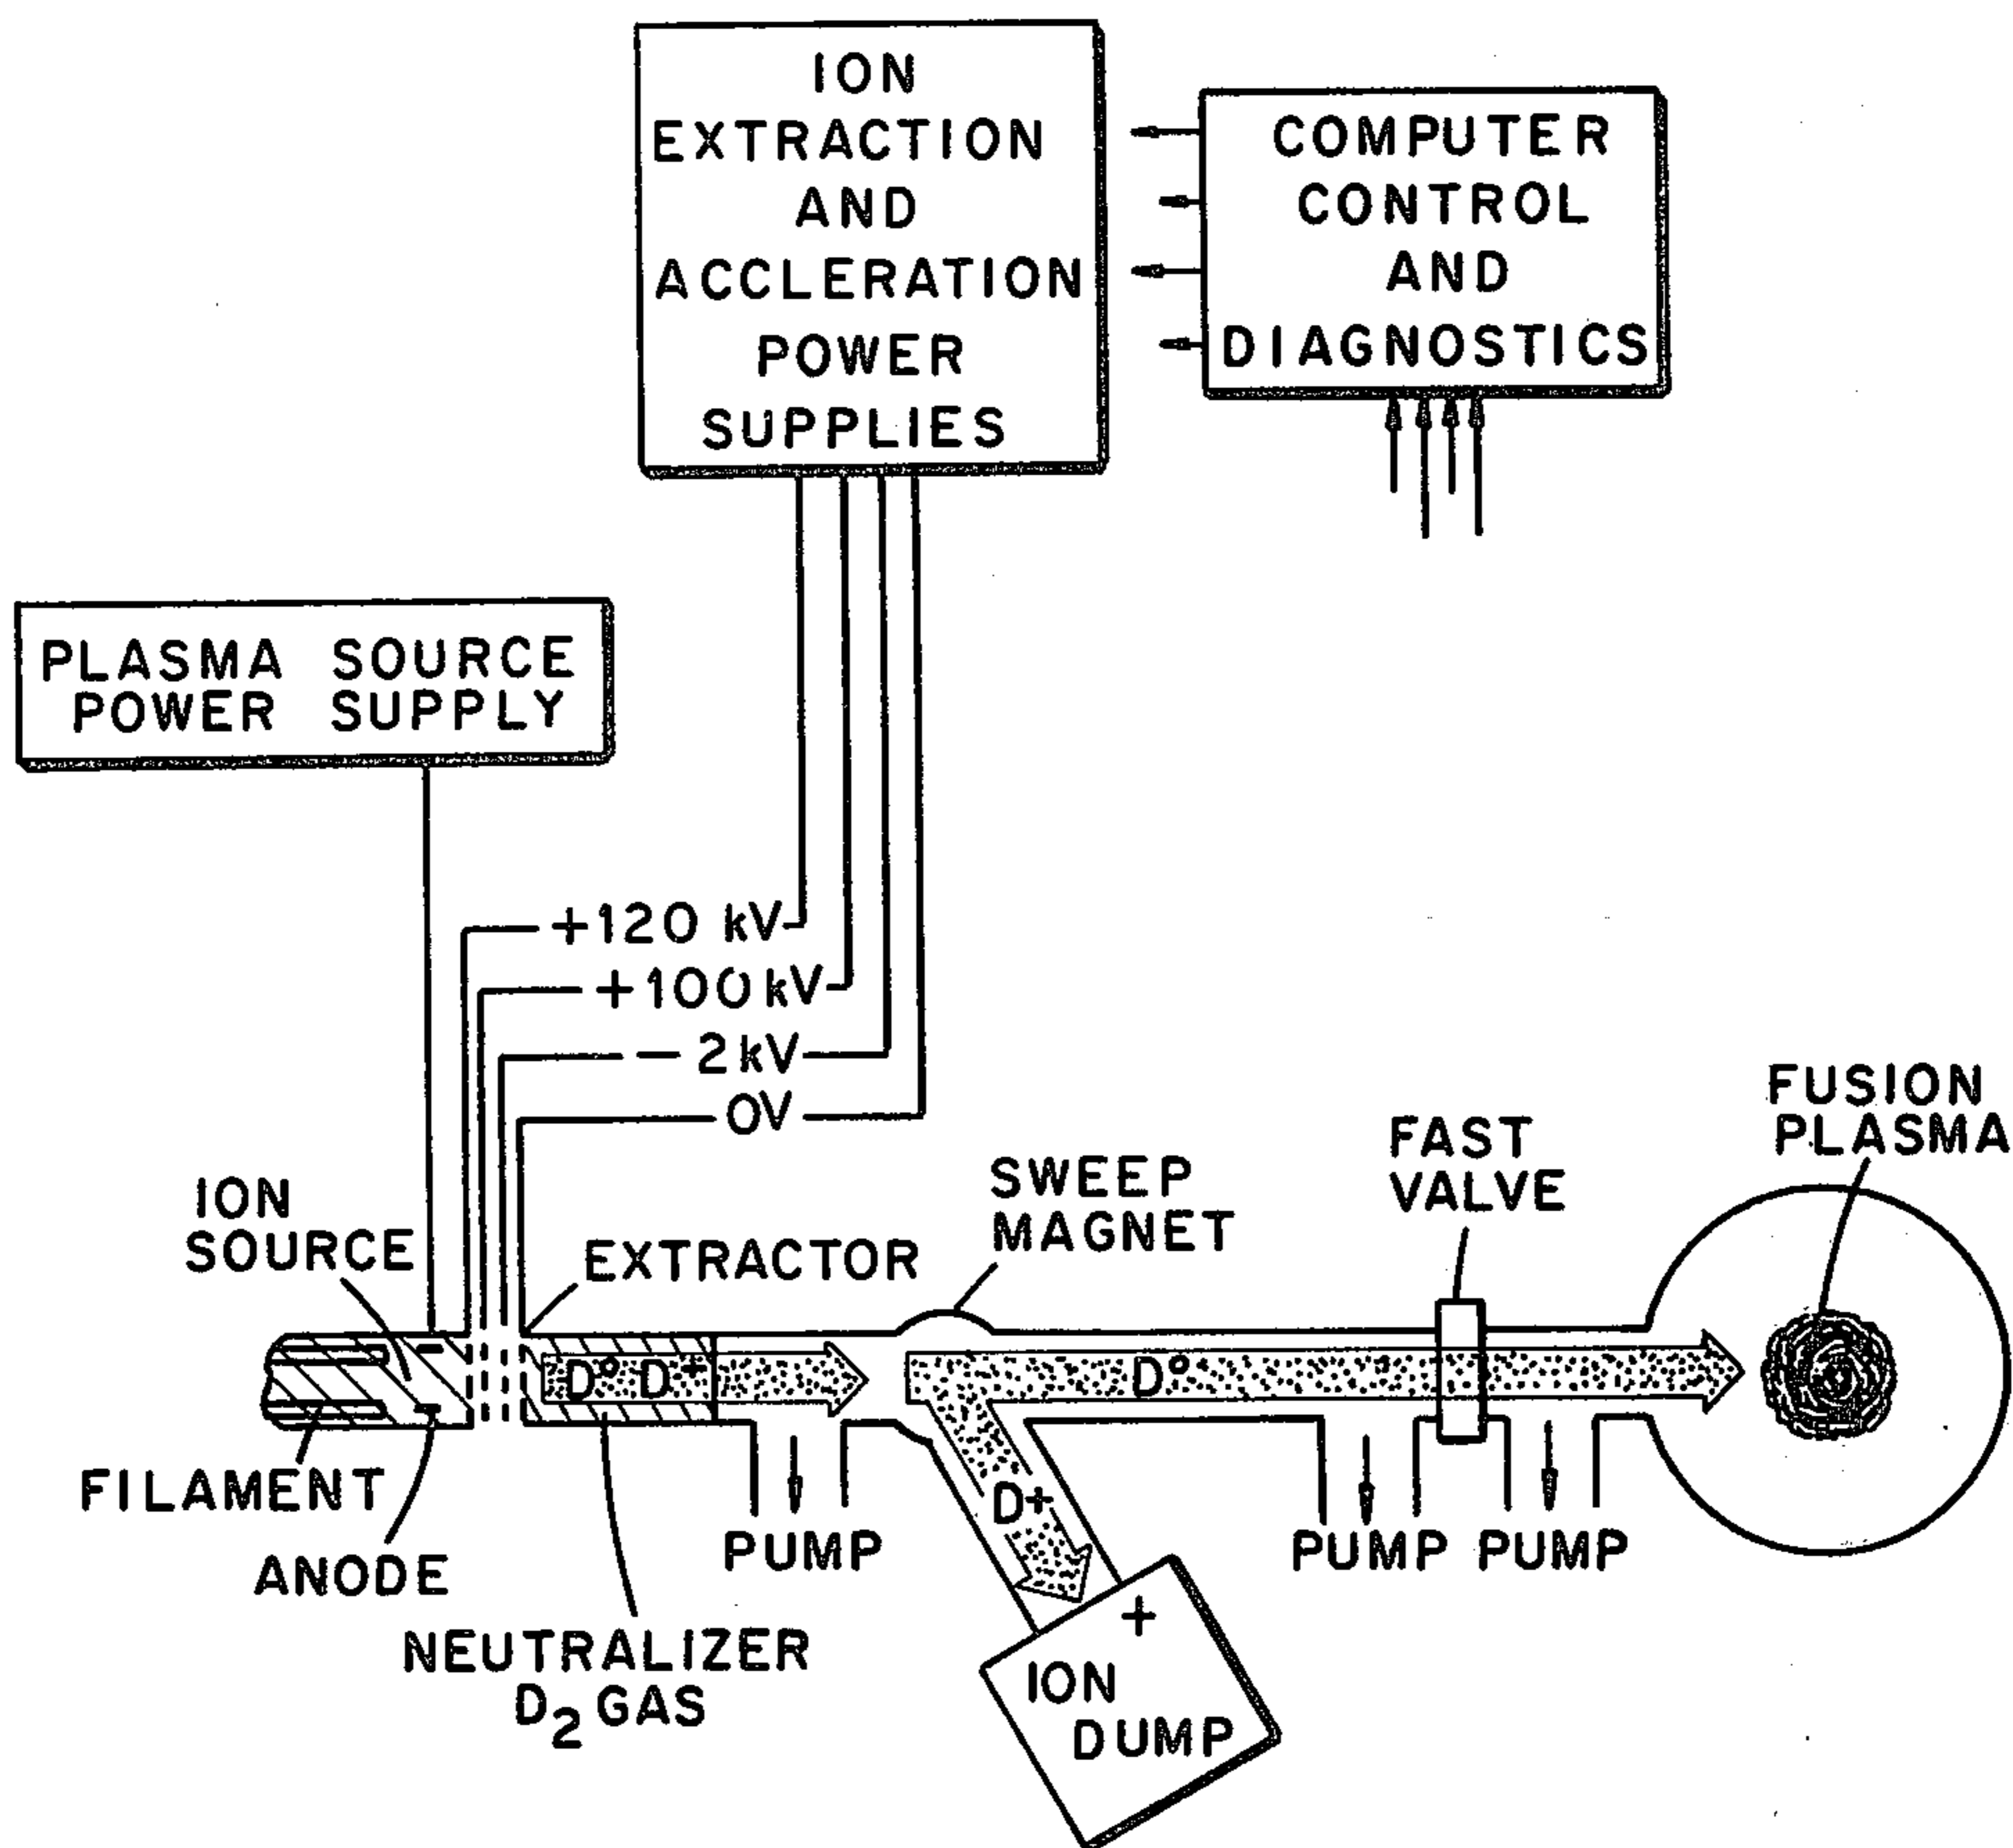 ION
EXTRACTION
AND
ACCLERATION
POWER
SUPPLIES
COMPUTER
CONTROL
AND
DIAGNOSTICS
PLASMA SOURCE
POWER SUPPLY
+120 kV
+100 kV
- 2 kV
0V
FUSION
PLASMA
FAST
VALVE
SWEEP
MAGNET
ION
SOURCE
EXTRACTOR
D° D+
D°
FILAMENT
ANODE
NEUTRALIZER
D₂ GAS
PUMP
D+
PUMP
PUMP
+
ION
DUMP